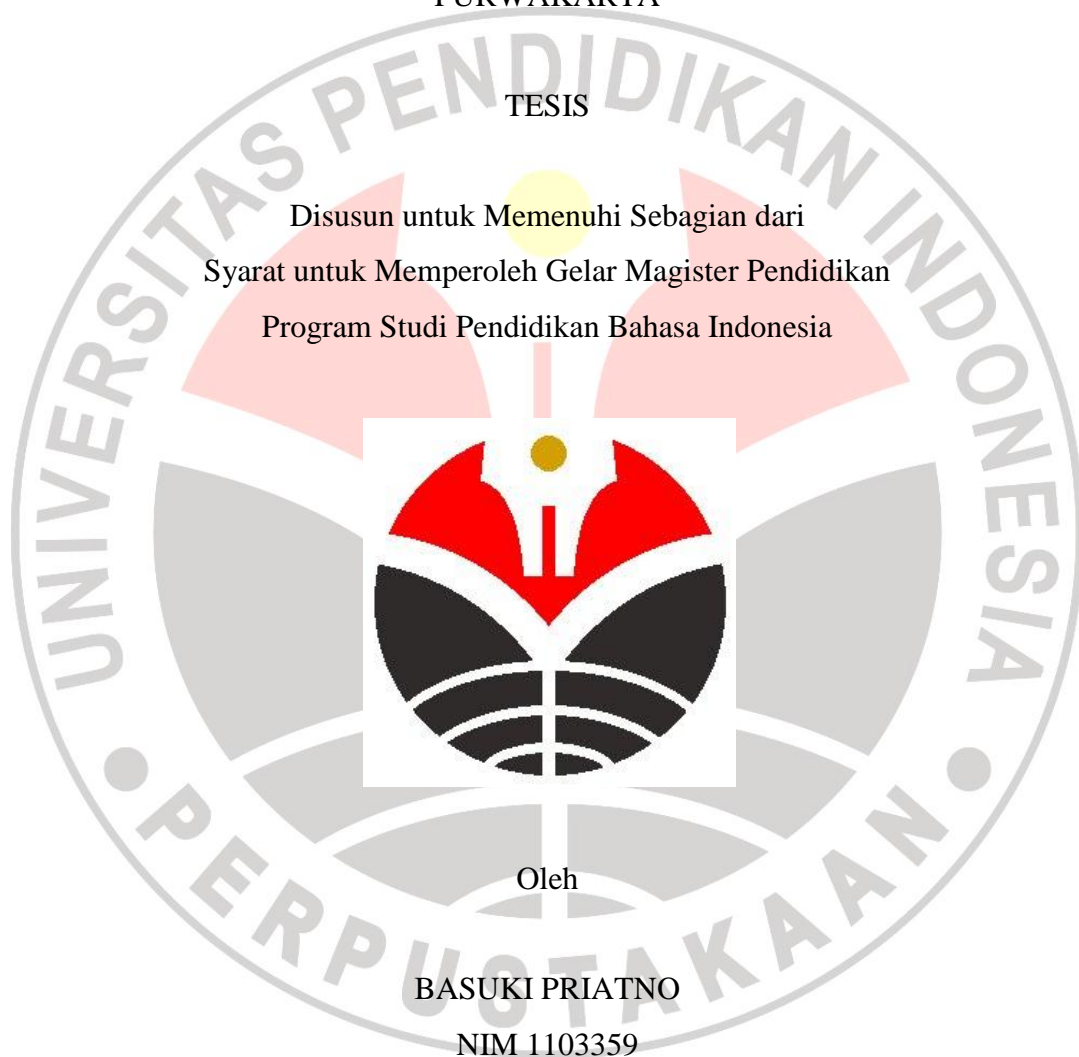 PURWAKARTA
TESIS
Disusun untuk Memenuhi Sebagian dari
Syarat untuk Memperoleh Gelar Magister Pendidikan
Program Studi Pendidikan Bahasa Indonesia
Oleh
BASUKI PRIATNO
NIM 1103359
UNIVERSITAS PENDIDIKAN INDONESIA
PERPUSTAKAAN